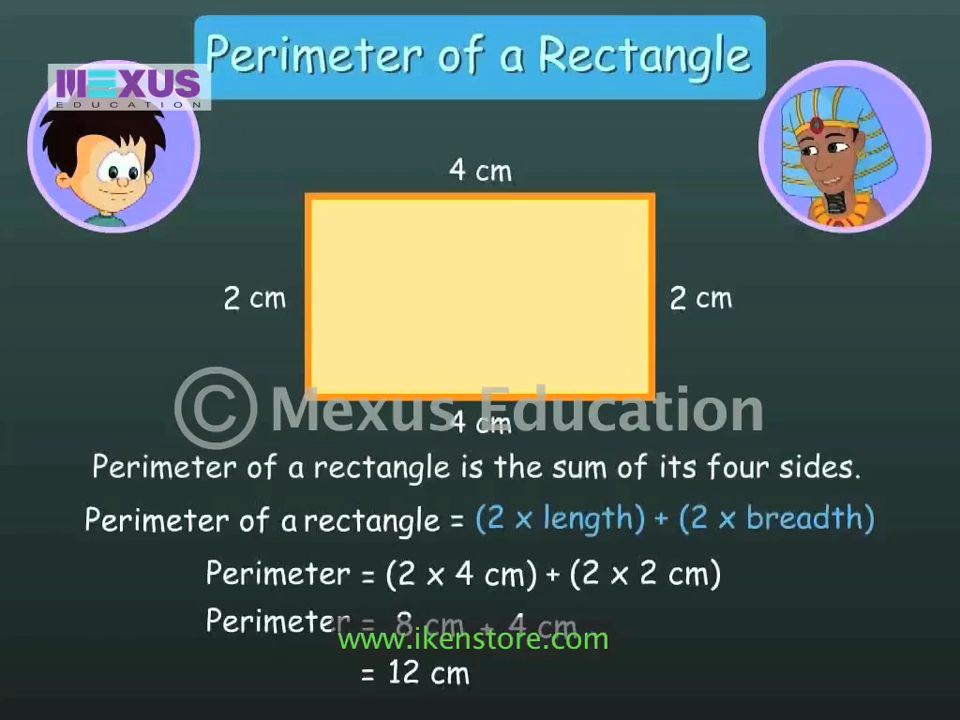 Perimeter of a Rectangle
MEXUS
EDUCATION
4 cm
2 cm
2 cm
© Mexus Education
4 cm
Perimeter of a rectangle is the sum of its four sides.
Perimeter of a rectangle = (2 x length) + (2 x breadth)
Perimeter = (2 x 4 cm) + (2 x 2 cm)
Perimeter = 8 cm + 4 cm
www.ikenstore.com
= 12 cm